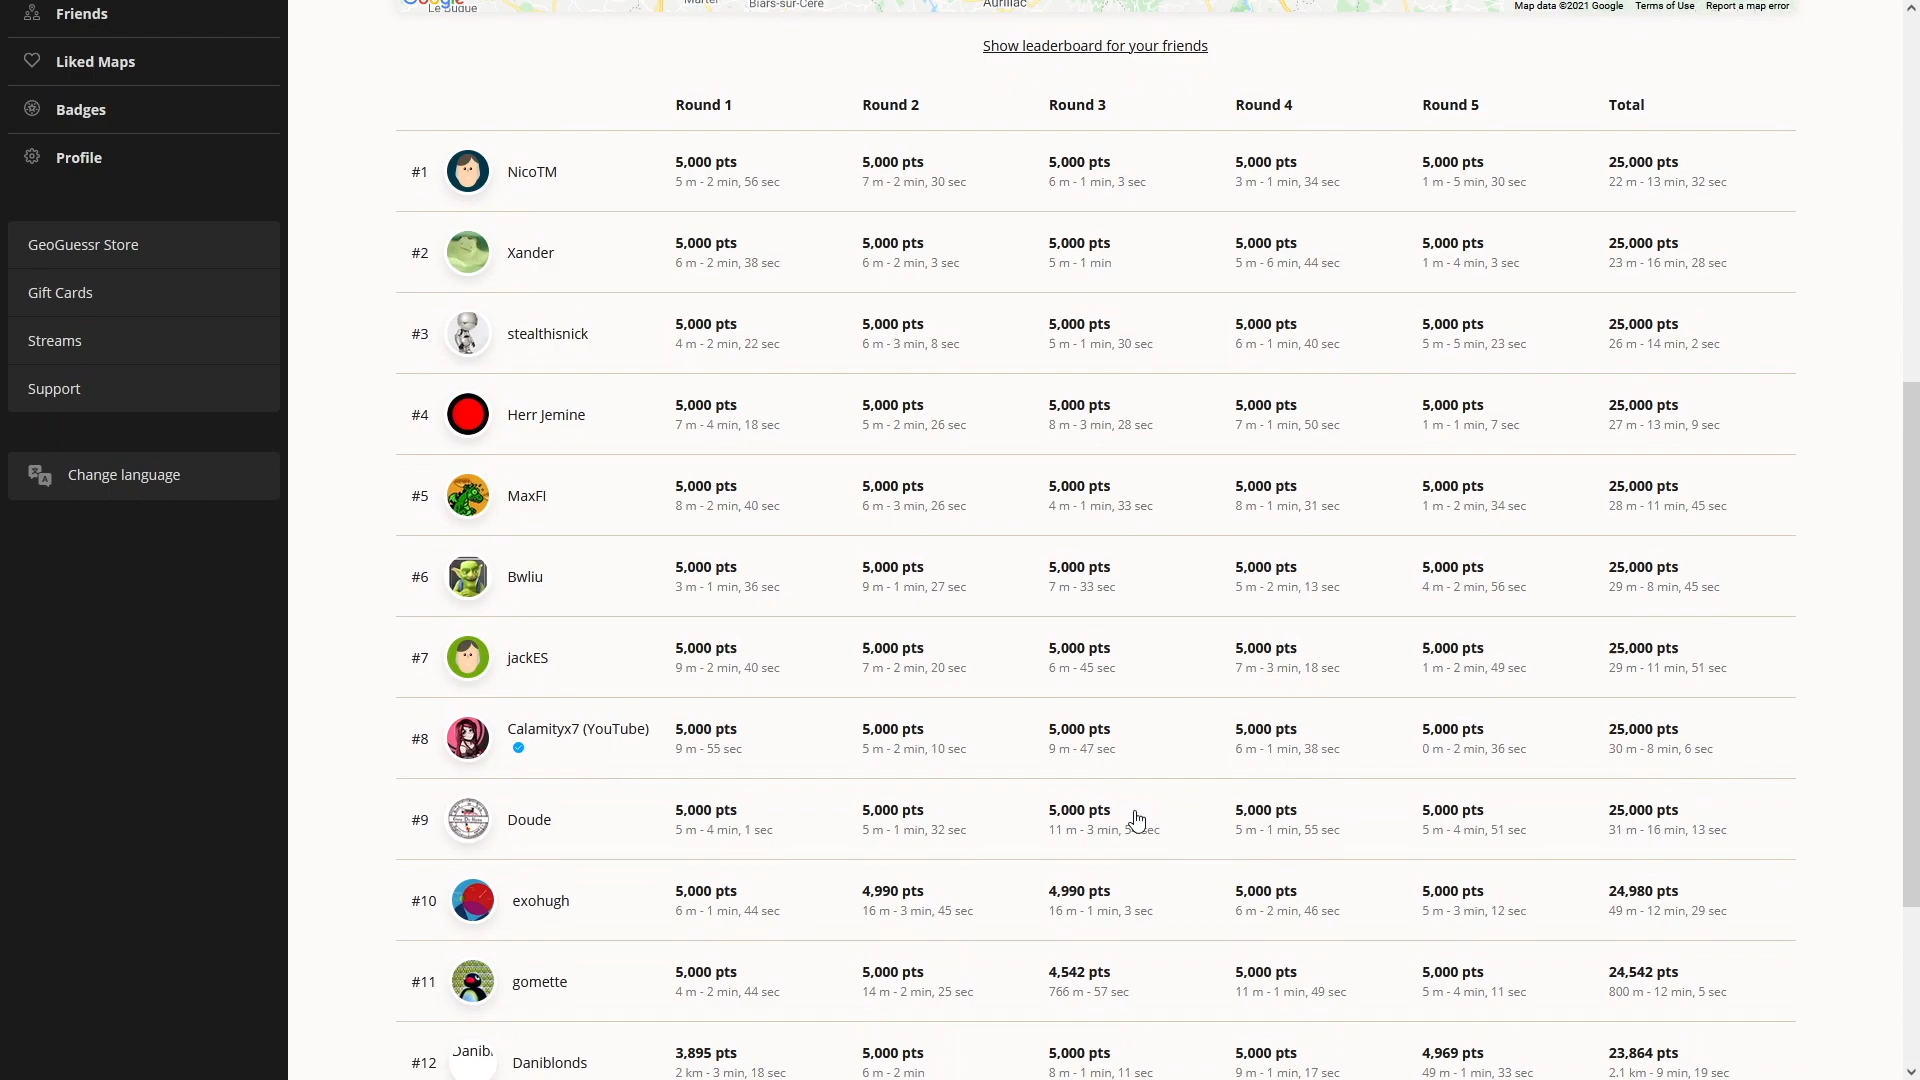 Friends
Liked Maps
Badges
Profile
GeoGuessr Store
Gift Cards
Streams
Support
Change language
Google
Le Bugue
Martel
Biars-sur-Cère
Aurillac
Map data ©2021 Google Terms of Use Report a map error
Show leaderboard for your friends
Round 1 Round 2 Round 3 Round 4 Round 5 Total
#1 NicoTM 5,000 pts 5,000 pts 5,000 pts 5,000 pts 5,000 pts 25,000 pts
5 m - 2 min, 56 sec 7 m - 2 min, 30 sec 6 m - 1 min, 3 sec 3 m - 1 min, 34 sec 1 m - 5 min, 30 sec 22 m - 13 min, 32 sec
#2 Xander 5,000 pts 5,000 pts 5,000 pts 5,000 pts 5,000 pts 25,000 pts
6 m - 2 min, 38 sec 6 m - 2 min, 3 sec 5 m - 1 min 5 m - 6 min, 44 sec 1 m - 4 min, 3 sec 23 m - 16 min, 28 sec
#3 stealthisnick 5,000 pts 5,000 pts 5,000 pts 5,000 pts 5,000 pts 25,000 pts
4 m - 2 min, 22 sec 6 m - 3 min, 8 sec 5 m - 1 min, 30 sec 6 m - 1 min, 40 sec 5 m - 5 min, 23 sec 26 m - 14 min, 2 sec
#4 Herr Jemine 5,000 pts 5,000 pts 5,000 pts 5,000 pts 5,000 pts 25,000 pts
7 m - 4 min, 18 sec 5 m - 2 min, 26 sec 8 m - 3 min, 28 sec 7 m - 1 min, 50 sec 1 m - 1 min, 7 sec 27 m - 13 min, 9 sec
#5 MaxFI 5,000 pts 5,000 pts 5,000 pts 5,000 pts 5,000 pts 25,000 pts
8 m - 2 min, 40 sec 6 m - 3 min, 26 sec 4 m - 1 min, 33 sec 8 m - 1 min, 31 sec 1 m - 2 min, 34 sec 28 m - 11 min, 45 sec
#6 Bwliu 5,000 pts 5,000 pts 5,000 pts 5,000 pts 5,000 pts 25,000 pts
3 m - 1 min, 36 sec 9 m - 1 min, 27 sec 7 m - 33 sec 5 m - 2 min, 13 sec 4 m - 2 min, 56 sec 29 m - 8 min, 45 sec
#7 jackES 5,000 pts 5,000 pts 5,000 pts 5,000 pts 5,000 pts 25,000 pts
9 m - 2 min, 40 sec 7 m - 2 min, 20 sec 6 m - 45 sec 7 m - 3 min, 18 sec 1 m - 2 min, 49 sec 29 m - 11 min, 51 sec
#8 Calamityx7 (YouTube) 5,000 pts 5,000 pts 5,000 pts 5,000 pts 5,000 pts 25,000 pts
9 m - 55 sec 5 m - 2 min, 10 sec 9 m - 47 sec 6 m - 1 min, 38 sec 0 m - 2 min, 36 sec 30 m - 8 min, 6 sec
#9 Doude 5,000 pts 5,000 pts 5,000 pts 5,000 pts 5,000 pts 25,000 pts
5 m - 4 min, 1 sec 5 m - 1 min, 32 sec 11 m - 3 min, sec 5 m - 1 min, 55 sec 5 m - 4 min, 51 sec 31 m - 16 min, 13 sec
#10 exohugh 5,000 pts 4,990 pts 4,990 pts 5,000 pts 5,000 pts 24,980 pts
6 m - 1 min, 44 sec 16 m - 3 min, 45 sec 16 m - 1 min, 3 sec 6 m - 2 min, 46 sec 5 m - 3 min, 12 sec 49 m - 12 min, 29 sec
#11 gomette 5,000 pts 5,000 pts 4,542 pts 5,000 pts 5,000 pts 24,542 pts
4 m - 2 min, 44 sec 14 m - 2 min, 25 sec 766 m - 57 sec 11 m - 1 min, 49 sec 5 m - 4 min, 11 sec 800 m - 12 min, 5 sec
#12 Daniblonds 3,895 pts 5,000 pts 5,000 pts 5,000 pts 4,969 pts 23,864 pts
2 km - 3 min, 18 sec 6 m - 2 min 8 m - 1 min, 11 sec 9 m - 1 min, 17 sec 49 m - 1 min, 33 sec 2.1 km - 9 min, 19 sec